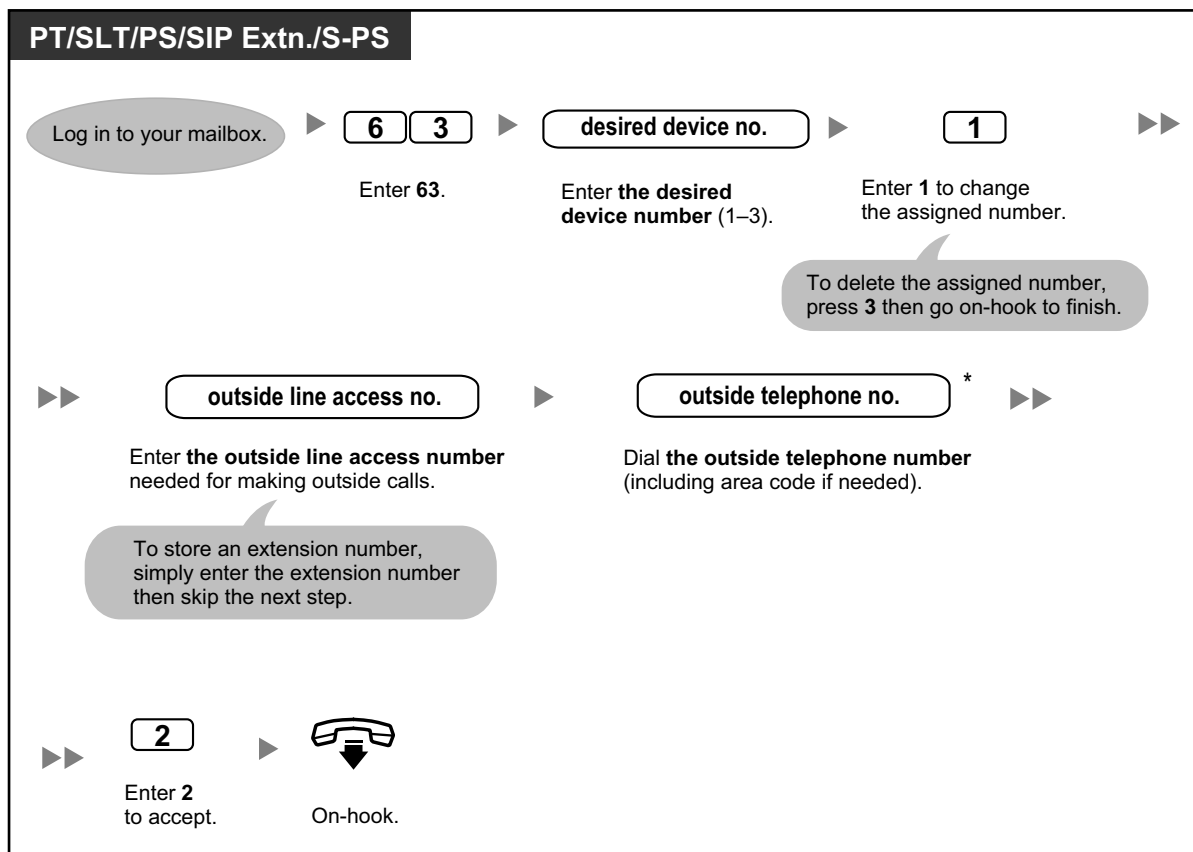 PT/SLT/PS/SIP Extn./S-PS
Log in to your mailbox.
6 3
desired device no.
1
Enter 63.
Enter the desired
device number (1–3).
Enter 1 to change
the assigned number.
To delete the assigned number,
press 3 then go on-hook to finish.
outside line access no.
outside telephone no. *
Enter the outside line access number
needed for making outside calls.
Dial the outside telephone number
(including area code if needed).
To store an extension number,
simply enter the extension number
then skip the next step.
2
Enter 2
to accept.
On-hook.